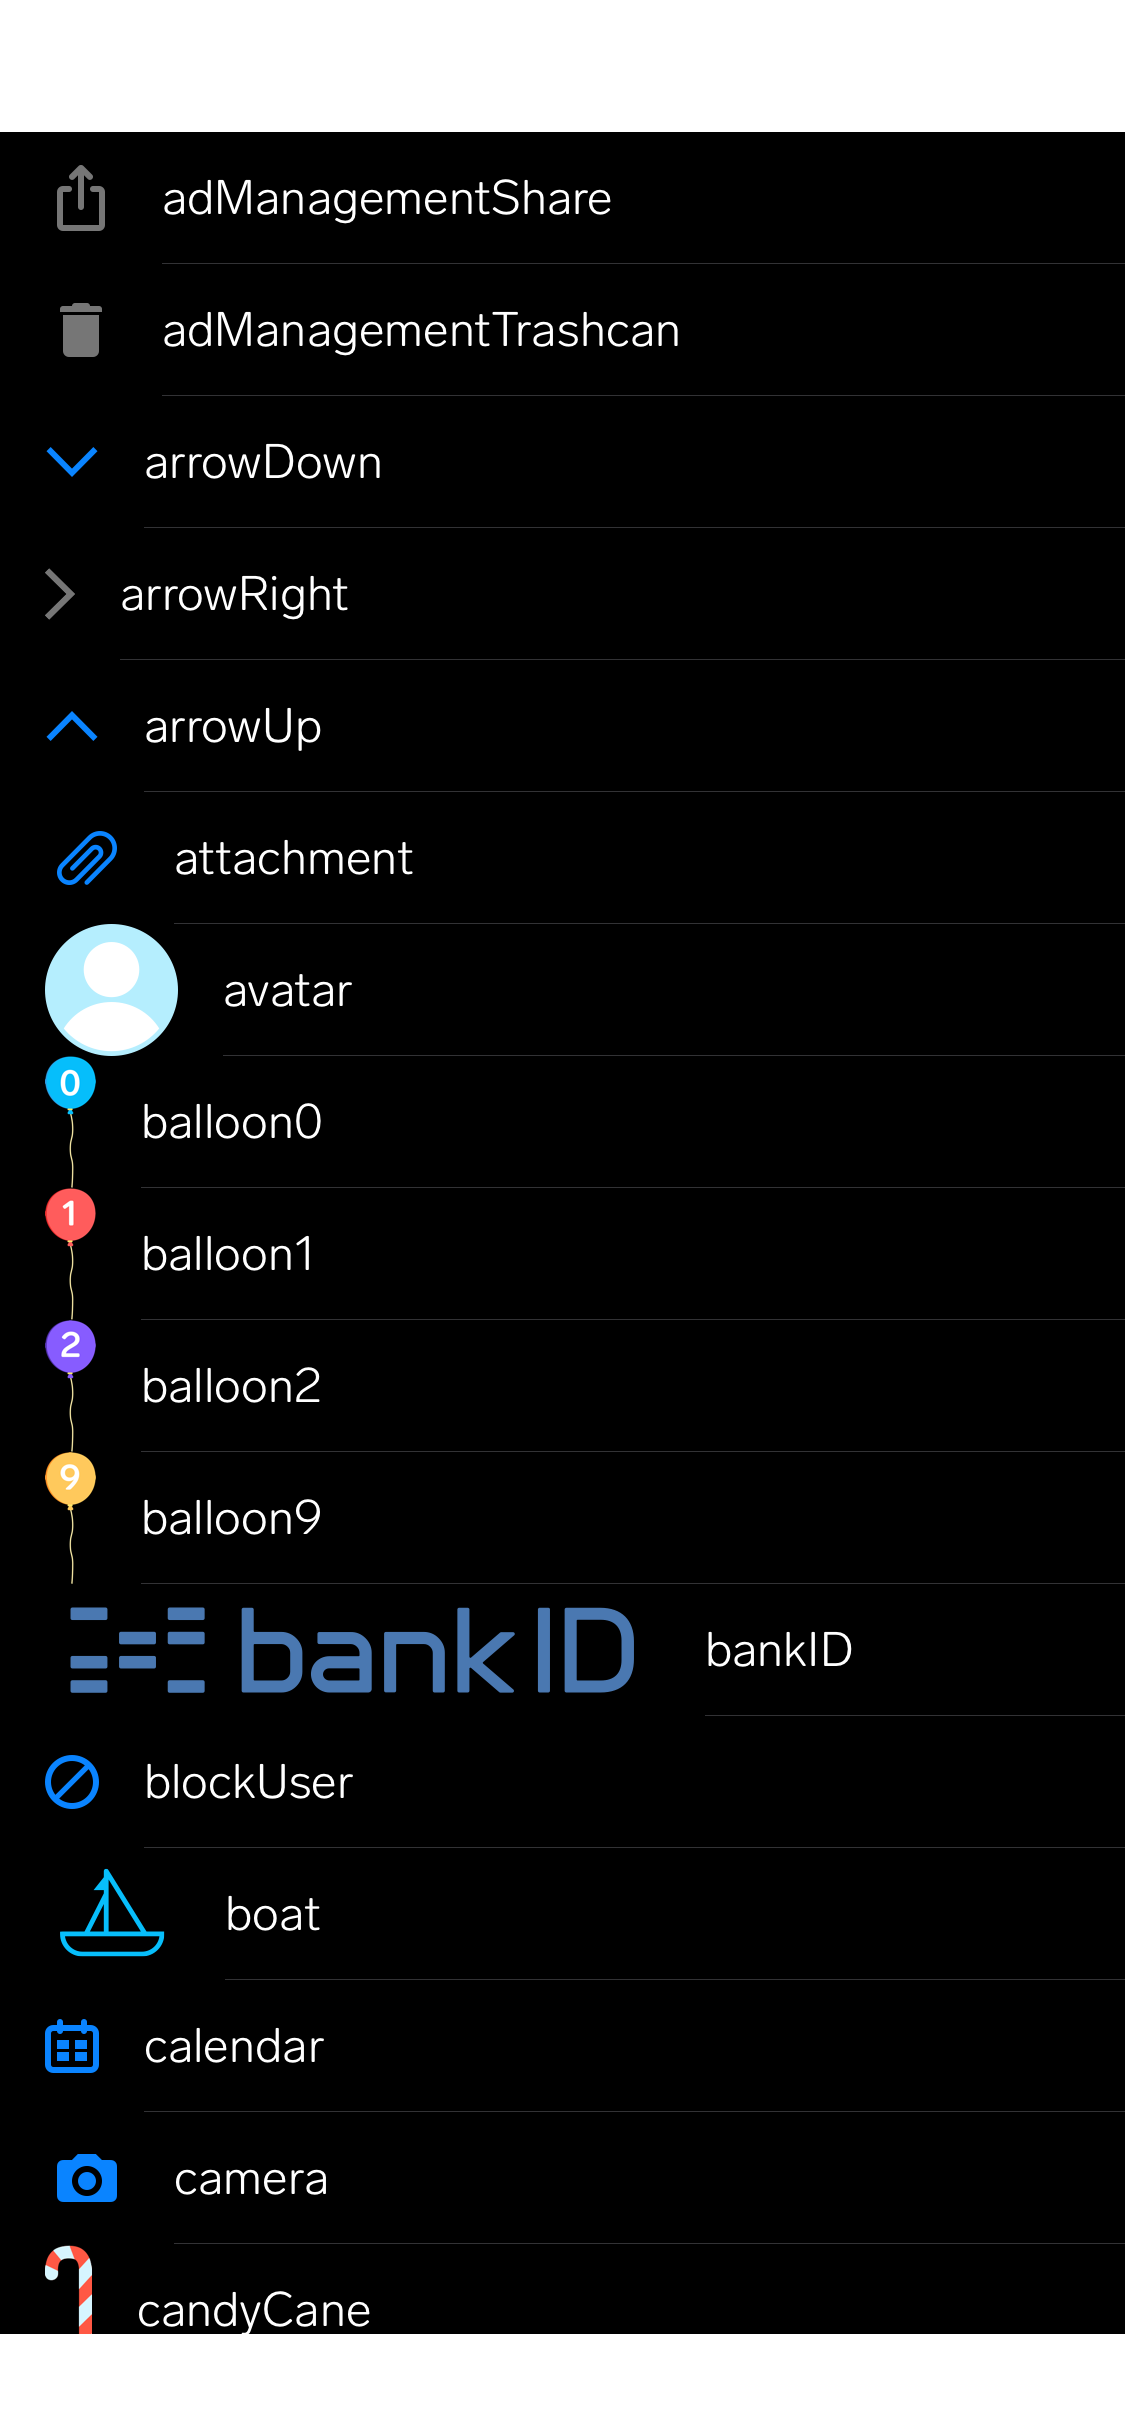 adManagementShare
adManagementTrashcan
arrowDown
arrowRight
arrowUp
attachment
avatar
0
balloon0
1
balloon1
2
balloon2
9
balloon9
bankID bankID
blockUser
boat
calendar
camera
candyCane